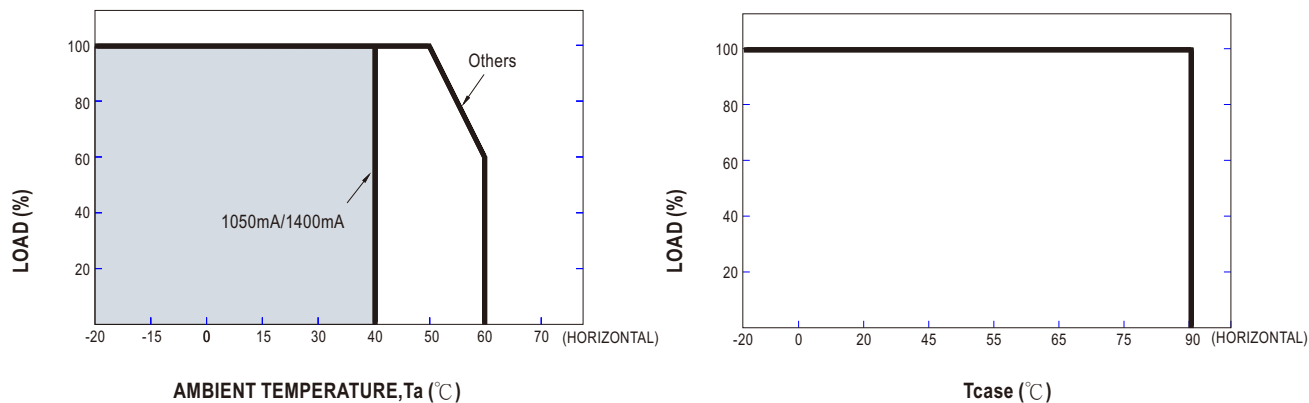 100
80
60
40
20
LOAD (%)
Others
1050mA/1400mA
-20 -15 0 15 30 40 50 60 70 (HORIZONTAL)
AMBIENT TEMPERATURE,Ta (℃)
100
80
60
40
20
LOAD (%)
-20 0 20 45 55 65 75 90 (HORIZONTAL)
Tcase (℃)